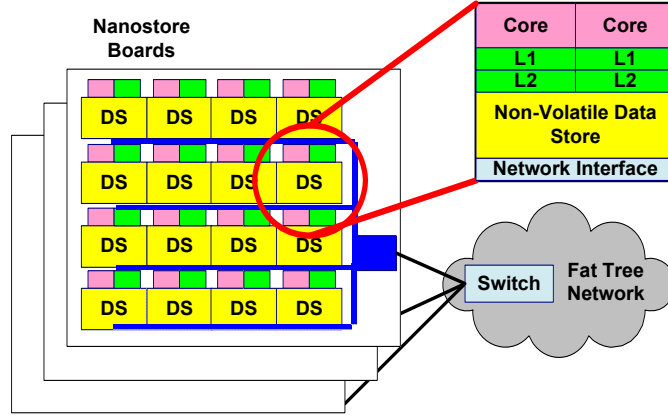 Nanostore
Boards
DS DS DS DS
DS DS DS DS
DS DS DS DS
DS DS DS DS
Core Core
L1 L1
L2 L2
Non-Volatile Data
Store
Network Interface
Switch
Fat Tree
Network